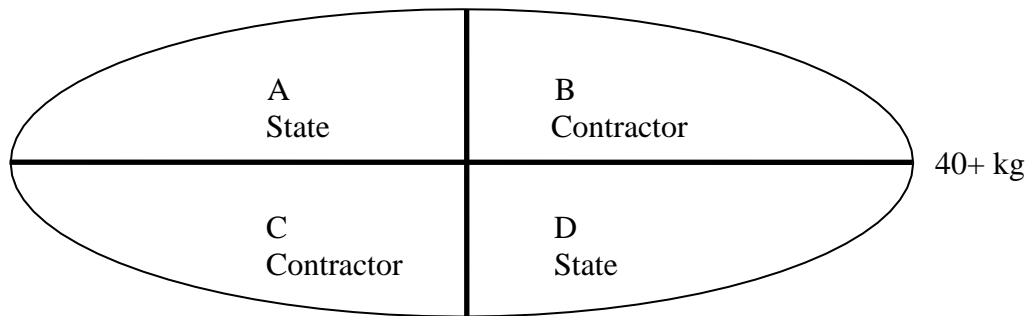 A
State
B
Contractor
40+ kg
C
Contractor
D
State